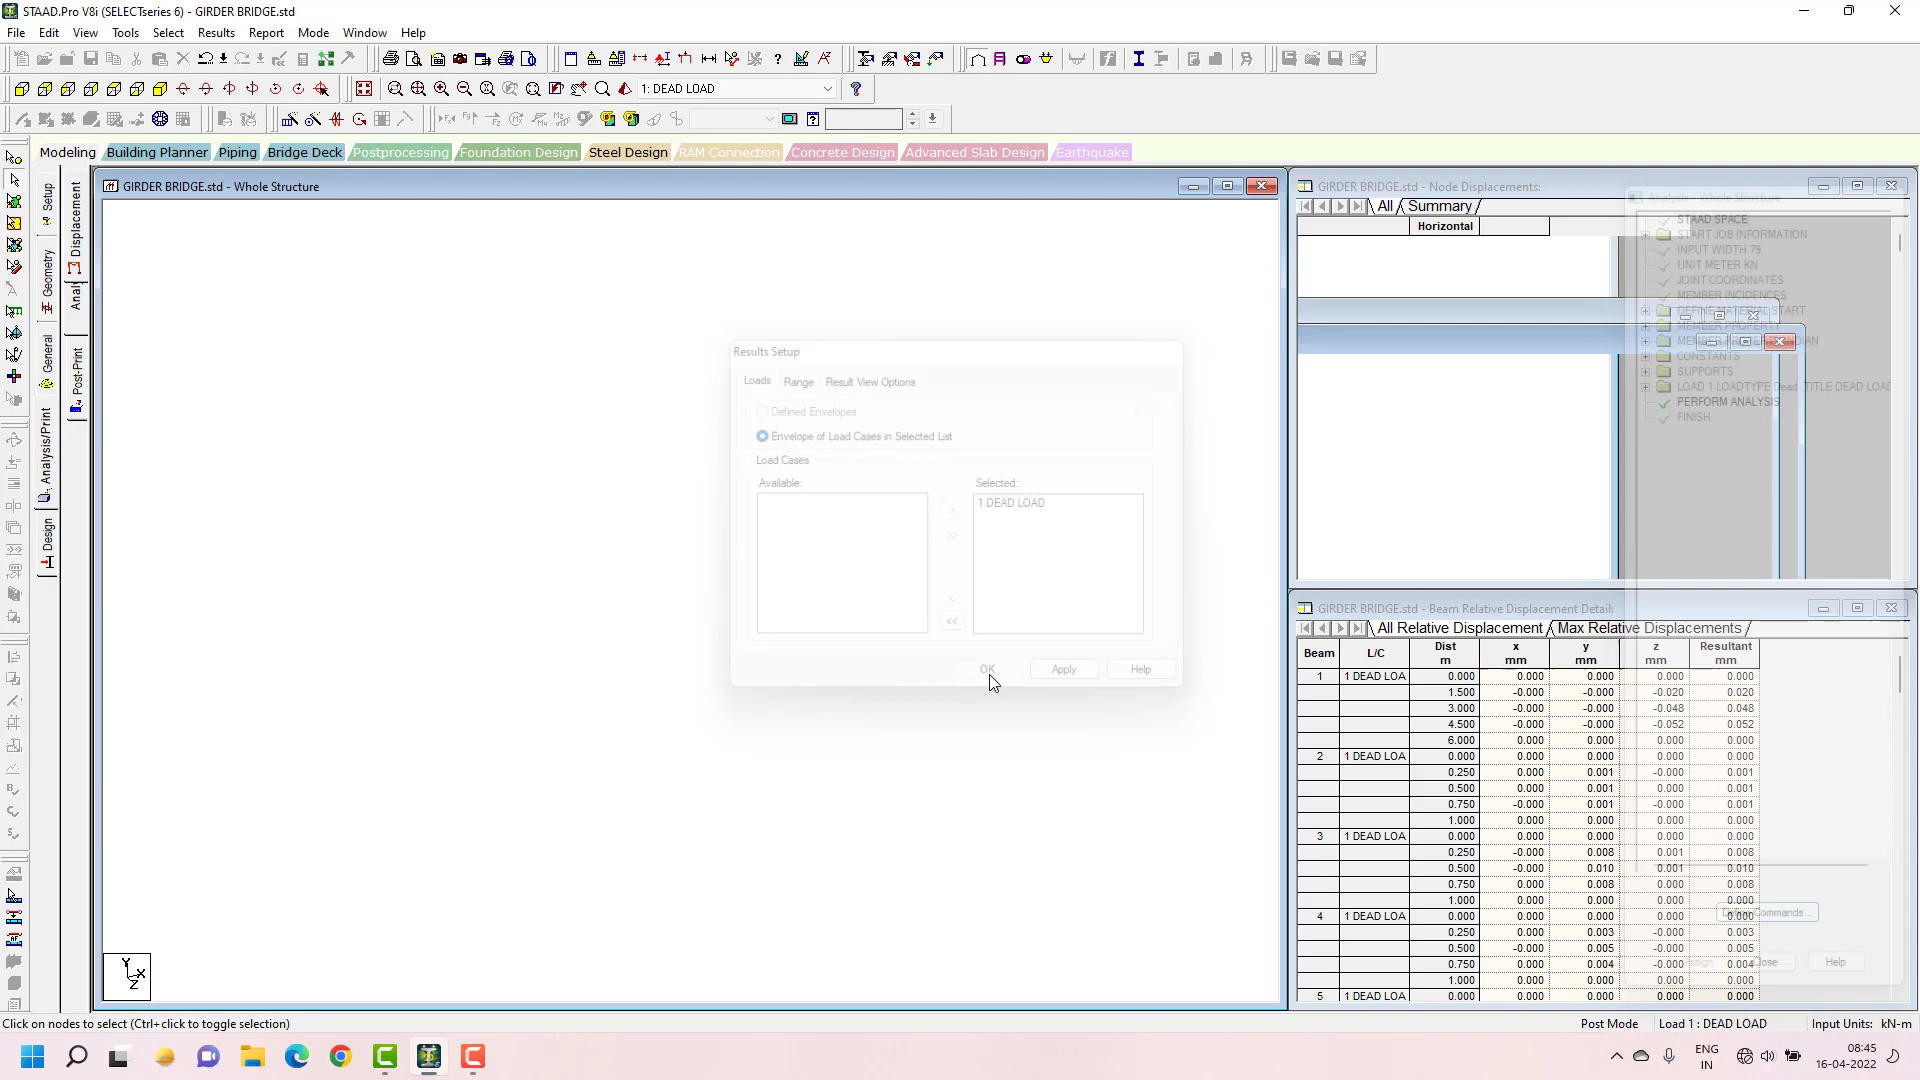 STAAD.Pro V8i (SELECTseries 6) - GIRDER BRIDGE.std
File Edit View Tools Select Results Report Mode Window Help
1: DEAD LOAD
Modeling Building Planner Piping Bridge Deck Postprocessing Foundation Design Steel Design RAM Connection Concrete Design Advanced Slab Design Earthquake
Setup
Geometry
General
Analysis/Print
Design
Displacement
Anal
Post-Print
GIRDER BRIDGE.std - Whole Structure
Results Setup
Loads Range Result View Options
Defined Envelopes
Envelope of Load Cases in Selected List
Load Cases
Available: Selected:
1 DEAD LOAD
> 
>>
<
<<
OK Apply Help
GIRDER BRIDGE.std - Node Displacements:
All Summary
Horizontal
Analysis - Whole Structure
STAAD SPACE
START JOB INFORMATION
INPUT WIDTH 79
UNIT METER KN
JOINT COORDINATES
MEMBER INCIDENCES
DEFINE MATERIAL START
MEMBER PROPERTY
CONSTANTS
SUPPORTS
LOAD 1 LOADTYPE Dead TITLE DEAD LOAD
PERFORM ANALYSIS
FINISH
Close Help
GIRDER BRIDGE.std - Beam Relative Displacement Detail:
All Relative Displacement Max Relative Displacements
Beam L/C Dist m x mm y mm z mm Resultant mm
1 1 DEAD LOA 0.000 0.000 0.000 0.000 0.000
1.500 -0.000 -0.000 -0.020 0.020
3.000 -0.000 -0.000 -0.048 0.048
4.500 -0.000 -0.000 -0.052 0.052
6.000 0.000 0.000 0.000 0.000
2 1 DEAD LOA 0.000 0.000 0.000 0.000 0.000
0.250 0.000 0.001 -0.000 0.001
0.500 0.000 0.001 -0.000 0.001
0.750 -0.000 0.001 -0.000 0.001
1.000 0.000 0.000 0.000 0.000
3 1 DEAD LOA 0.000 0.000 0.000 0.000 0.000
0.250 -0.000 0.008 0.001 0.008
0.500 -0.000 0.010 0.001 0.010
0.750 0.000 0.008 0.000 0.008
1.000 0.000 0.000 0.000 0.000
4 1 DEAD LOA 0.000 0.000 0.000 0.000 0.000
0.250 0.000 0.003 -0.000 0.003
0.500 0.000 0.005 -0.000 0.005
0.750 0.000 0.004 -0.000 0.004
1.000 0.000 0.000 0.000 0.000
5 1 DEAD LOA 0.000 0.000 0.000 0.000 0.000
Y
X
Z
Click on nodes to select (Ctrl+click to toggle selection) Post Mode Load 1 : DEAD LOAD Input Units: kN-m
ENG
IN
08:45
16-04-2022